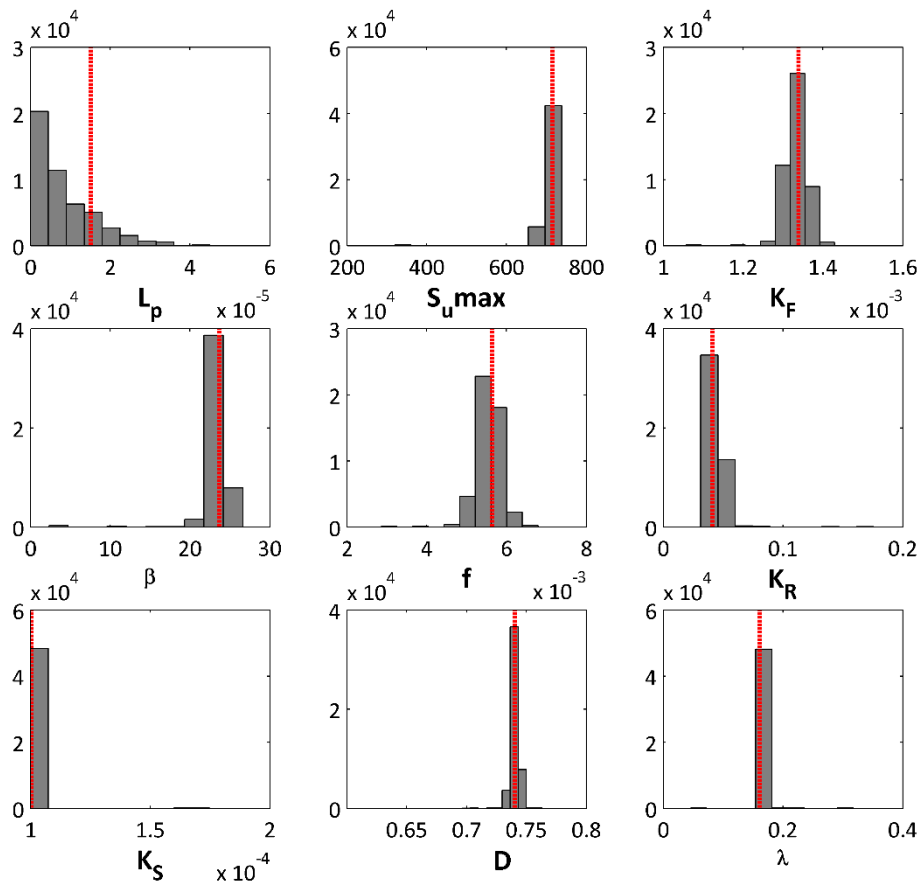 x 10^4 x 10^4 x 10^4
3 6 3
2 4 2
1 2 1
0 0 0
0 2 4 6 200 400 600 800 1 1.2 1.4 1.6
L_p S_umax K_F
x 10^4 x 10^-5 x 10^4 x 10^4 x 10^-3
4 3 4
2 2 2
1
0 0 0
0 10 20 30 2 4 6 8 0 0.1 0.2
β f K_R
x 10^4 x 10^4 x 10^-3 x 10^4
6 4 6
4 4
2 2 2
0 0 0
1 1.5 2 0.65 0.7 0.75 0.8 0 0.2 0.4
K_S x 10^-4 D λ